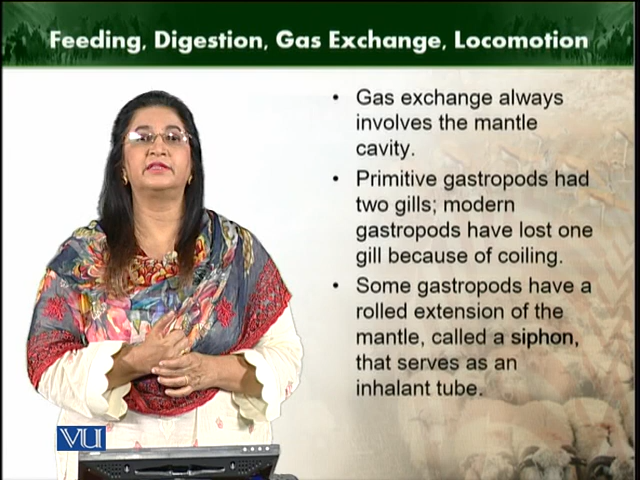 Feeding, Digestion, Gas Exchange, Locomotion
• Gas exchange always
involves the mantle
cavity.
• Primitive gastropods had
two gills; modern
gastropods have lost one
gill because of coiling.
• Some gastropods have a
rolled extension of the
mantle, called a siphon,
that serves as an
inhalant tube.
VU